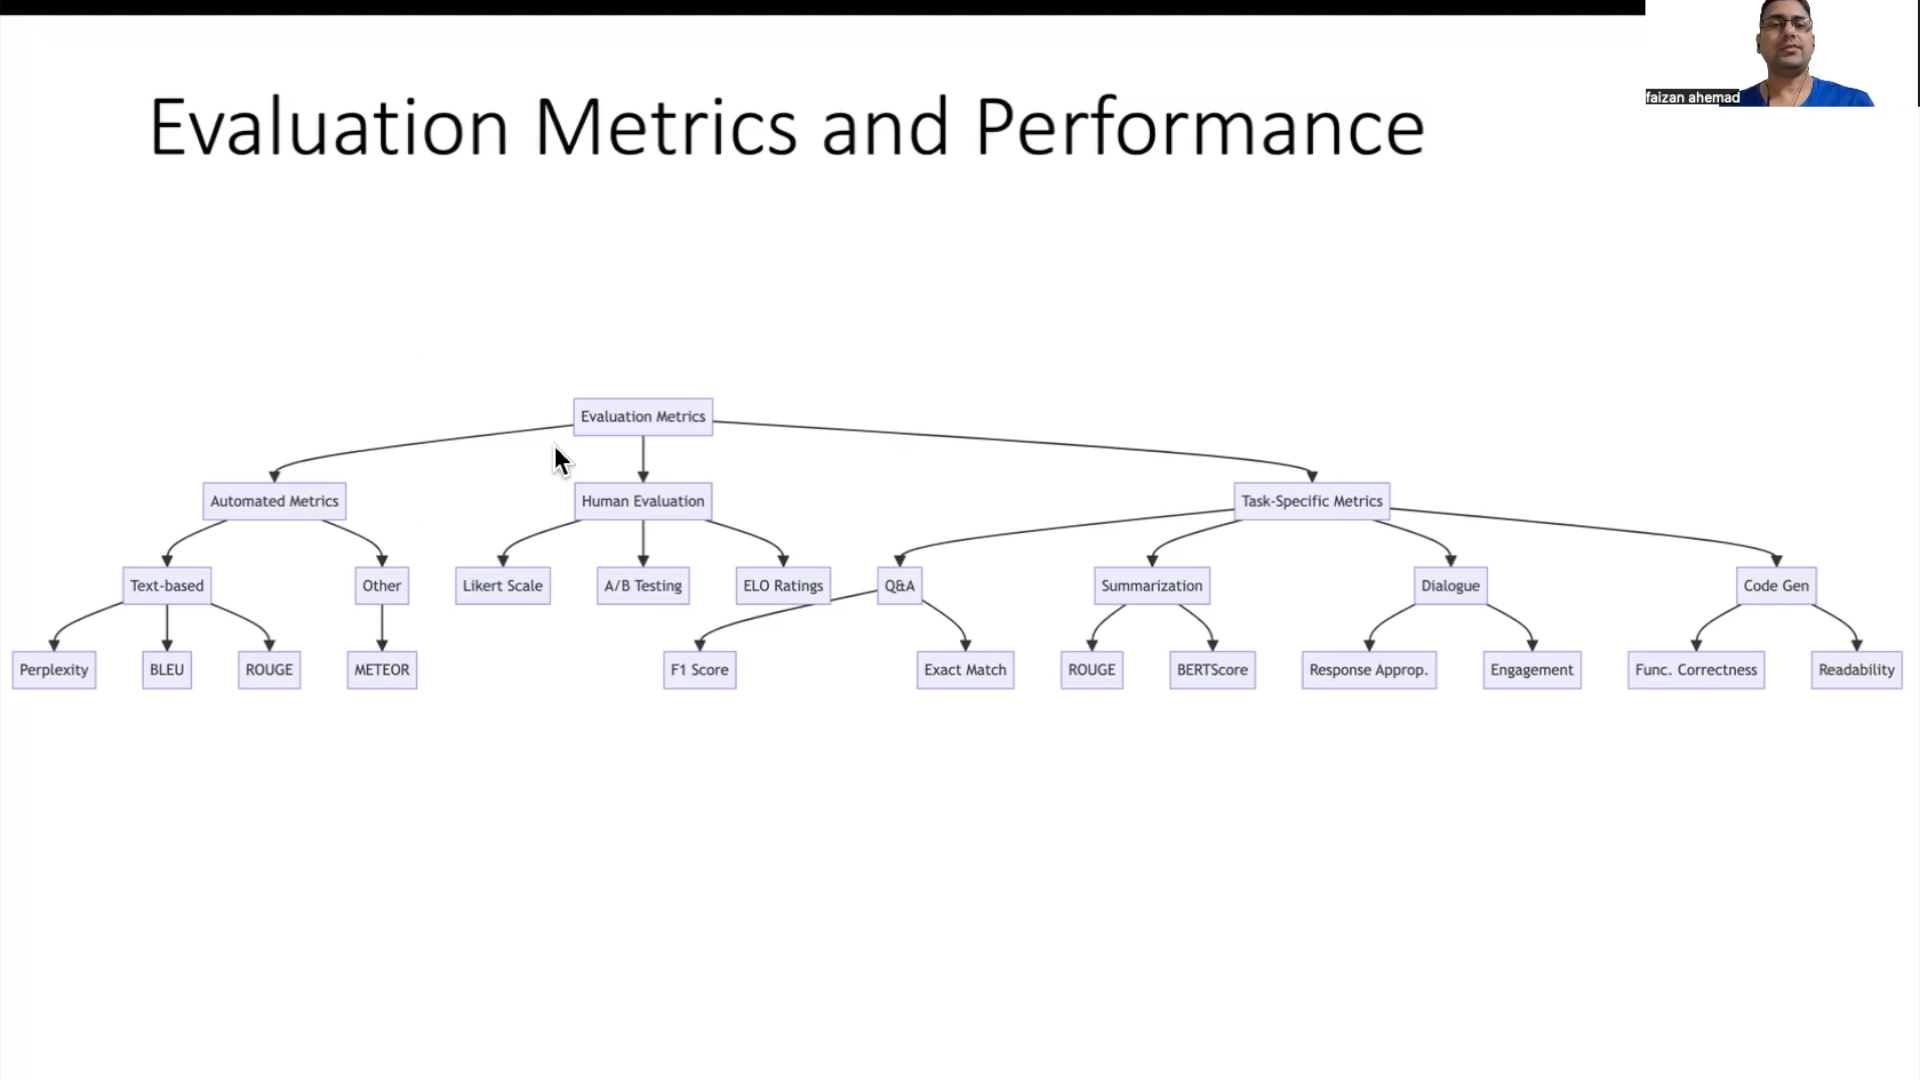 faizan ahemad
Evaluation Metrics and Performance
Evaluation Metrics
Automated Metrics
Human Evaluation
Task-Specific Metrics
Text-based
Other
Likert Scale
A/B Testing
ELO Ratings
Q&A
Summarization
Dialogue
Code Gen
Perplexity
BLEU
ROUGE
METEOR
F1 Score
Exact Match
ROUGE
BERTScore
Response Approp.
Engagement
Func. Correctness
Readability